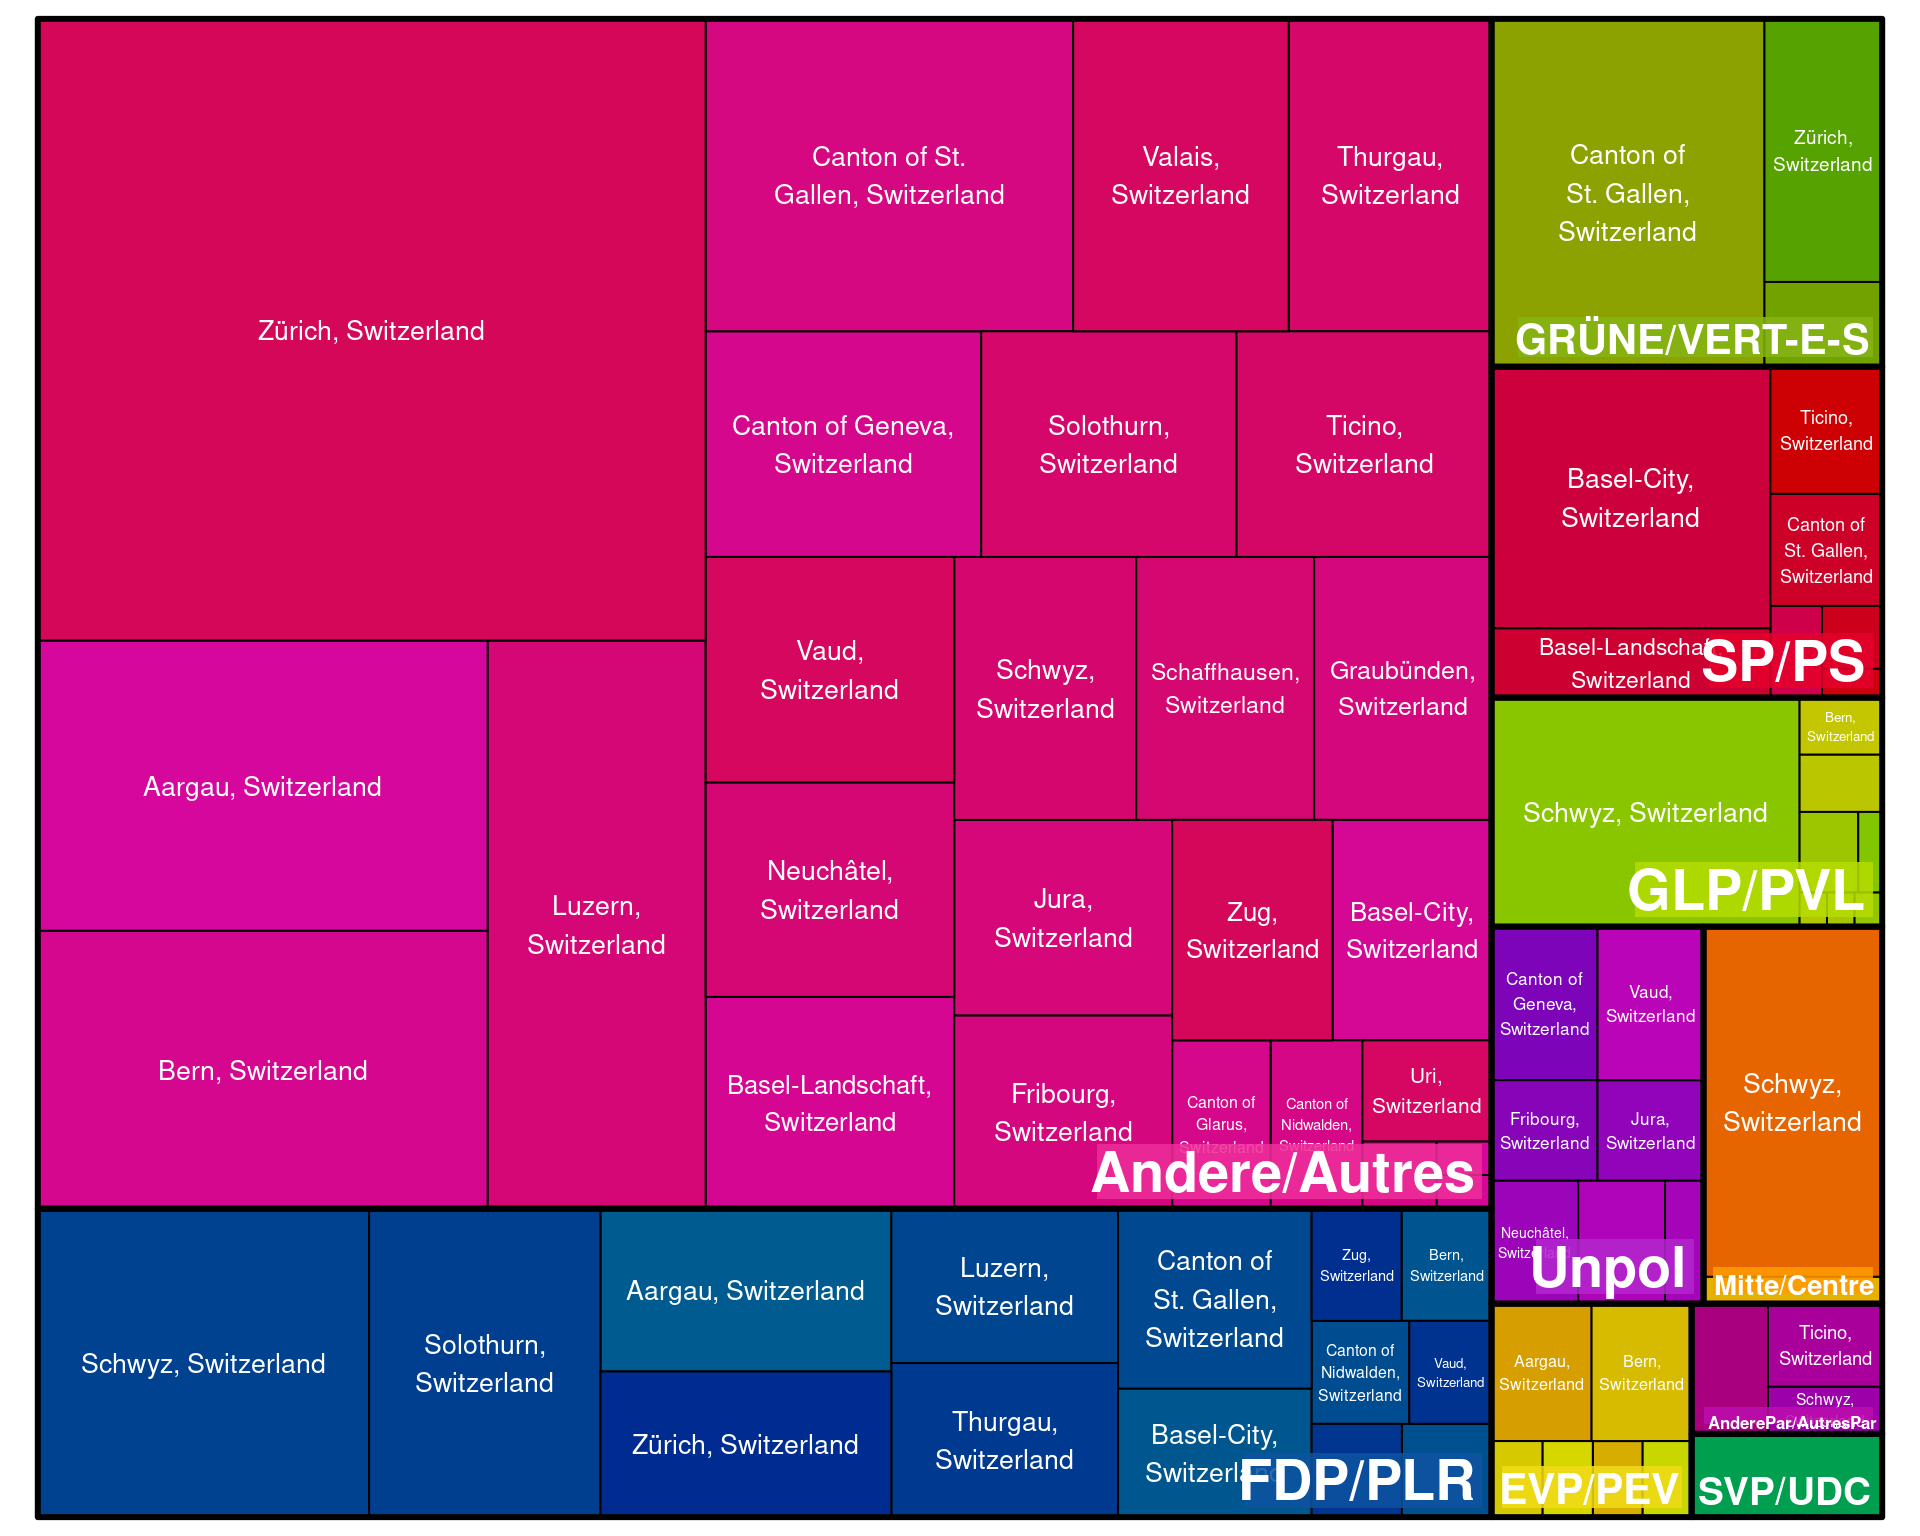 Zürich, Switzerland
Canton of St.
Gallen, Switzerland
Valais,
Switzerland
Thurgau,
Switzerland
Canton of Geneva,
Switzerland
Solothurn,
Switzerland
Ticino,
Switzerland
Aargau, Switzerland
Bern, Switzerland
Luzern,
Switzerland
Vaud,
Switzerland
Schwyz,
Switzerland
Schaffhausen,
Switzerland
Graubünden,
Switzerland
Neuchâtel,
Switzerland
Jura,
Switzerland
Zug,
Switzerland
Basel-City,
Switzerland
Basel-Landschaft,
Switzerland
Fribourg,
Switzerland
Canton of
Glarus,
Switzerland
Canton of
Nidwalden,
Switzerland
Uri,
Switzerland
Andere/Autres
Schwyz, Switzerland
Solothurn,
Switzerland
Aargau, Switzerland
Zürich, Switzerland
Luzern,
Switzerland
Thurgau,
Switzerland
Canton of
St. Gallen,
Switzerland
Basel-City,
Switzerland
Zug,
Switzerland
Bern,
Switzerland
Canton of
Nidwalden,
Switzerland
Vaud,
Switzerland
FDP/PLR
Canton of
St. Gallen,
Switzerland
Zürich,
Switzerland
GRÜNE/VERT-E-S
Basel-City,
Switzerland
Ticino,
Switzerland
Canton of
St. Gallen,
Switzerland
Basel-Landschaft,
Switzerland
SP/PS
Schwyz, Switzerland
Bern,
Switzerland
GLP/PVL
Canton of
Geneva,
Switzerland
Vaud,
Switzerland
Fribourg,
Switzerland
Jura,
Switzerland
Neuchâtel,
Switzerland
Unpol
Schwyz,
Switzerland
Mitte/Centre
Aargau,
Switzerland
Bern,
Switzerland
EVP/PEV
Ticino,
Switzerland
Schwyz,
AnderePar/AutresPar
SVP/UDC